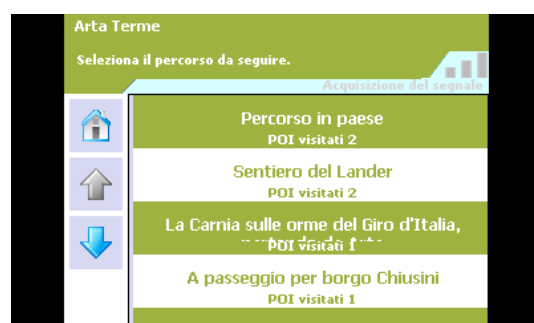 Arta Terme
Seleziona il percorso da seguire.
Acquisizione del segnale
Percorso in paese
POI visitati 2
Sentiero del Lander
POI visitati 2
La Carnia sulle orme del Giro d'Italia,
POI visitati 1
A passeggio per borgo Chiusini
POI visitati 1